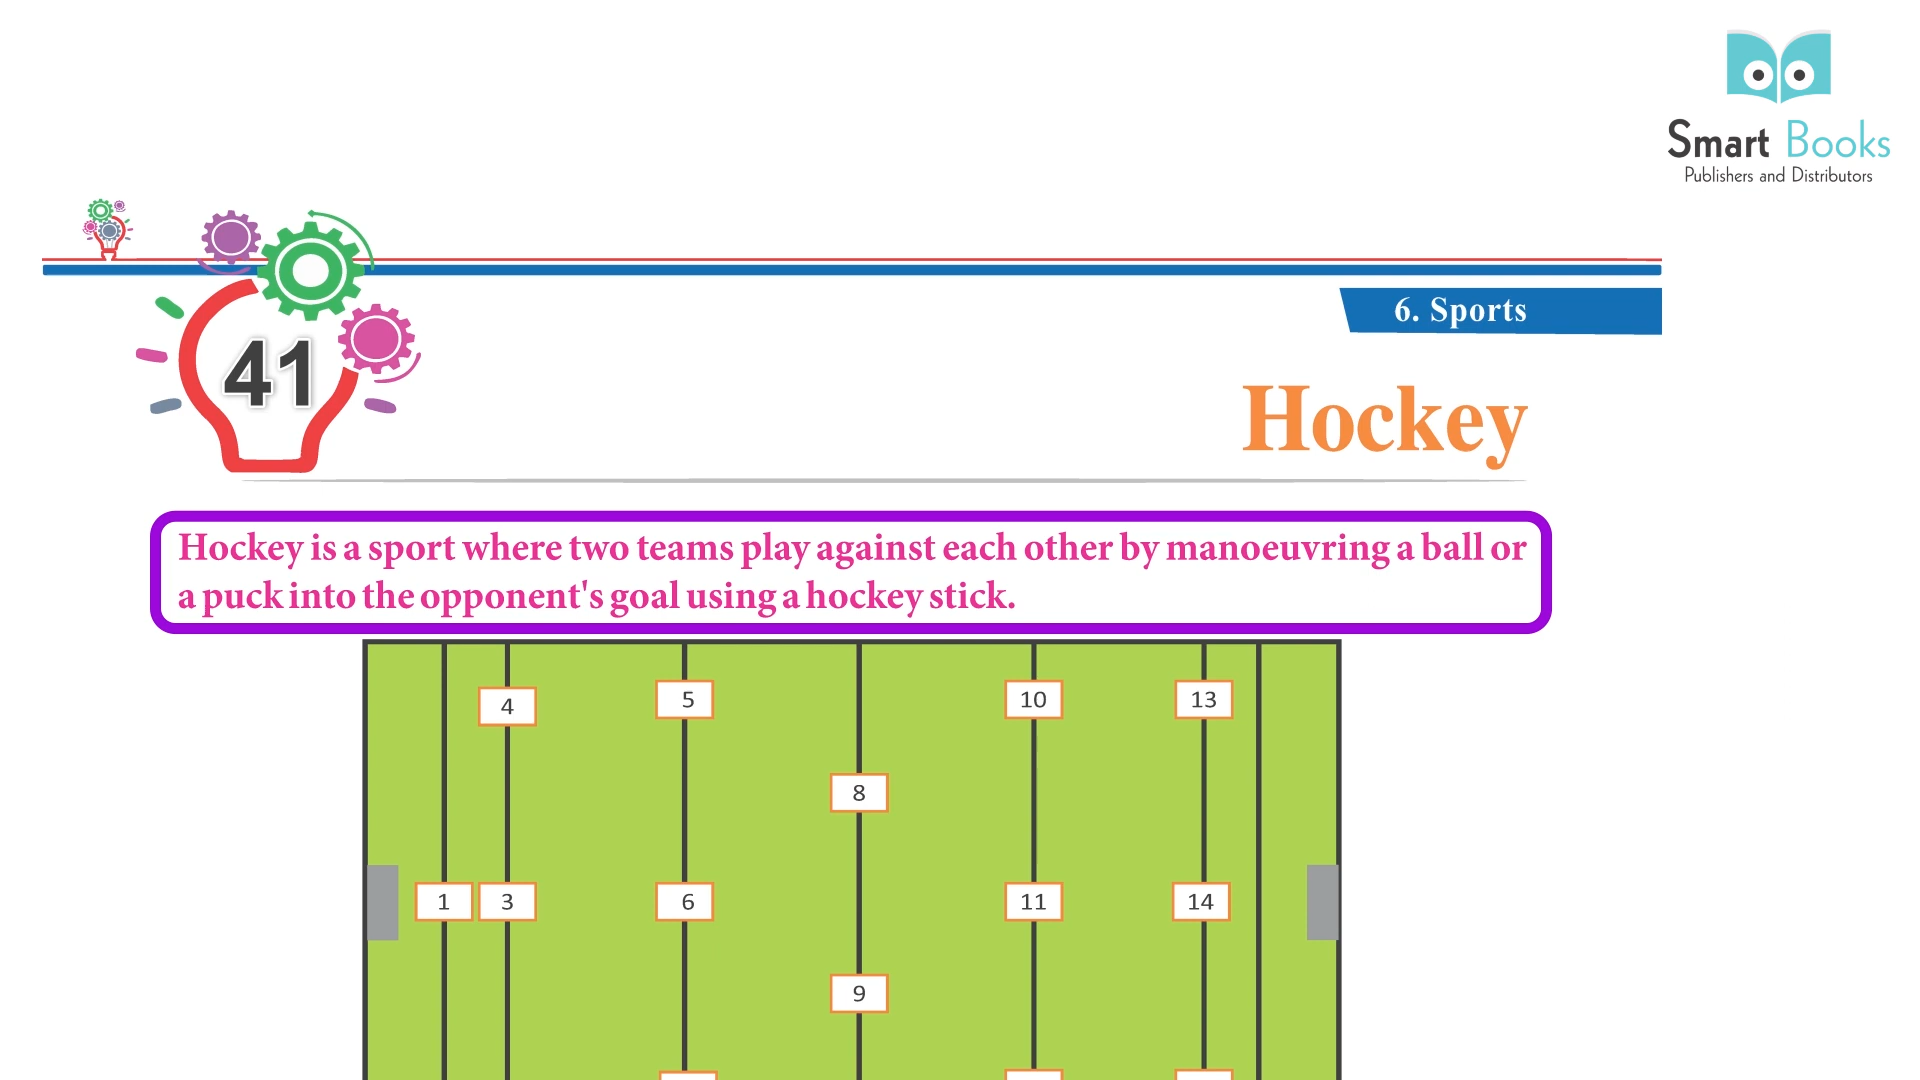 Smart Books
Publishers and Distributors
6. Sports
41
Hockey
Hockey is a sport where two teams play against each other by manoeuvring a ball or
a puck into the opponent's goal using a hockey stick.
4
5
10
13
8
1
3
6
11
14
9